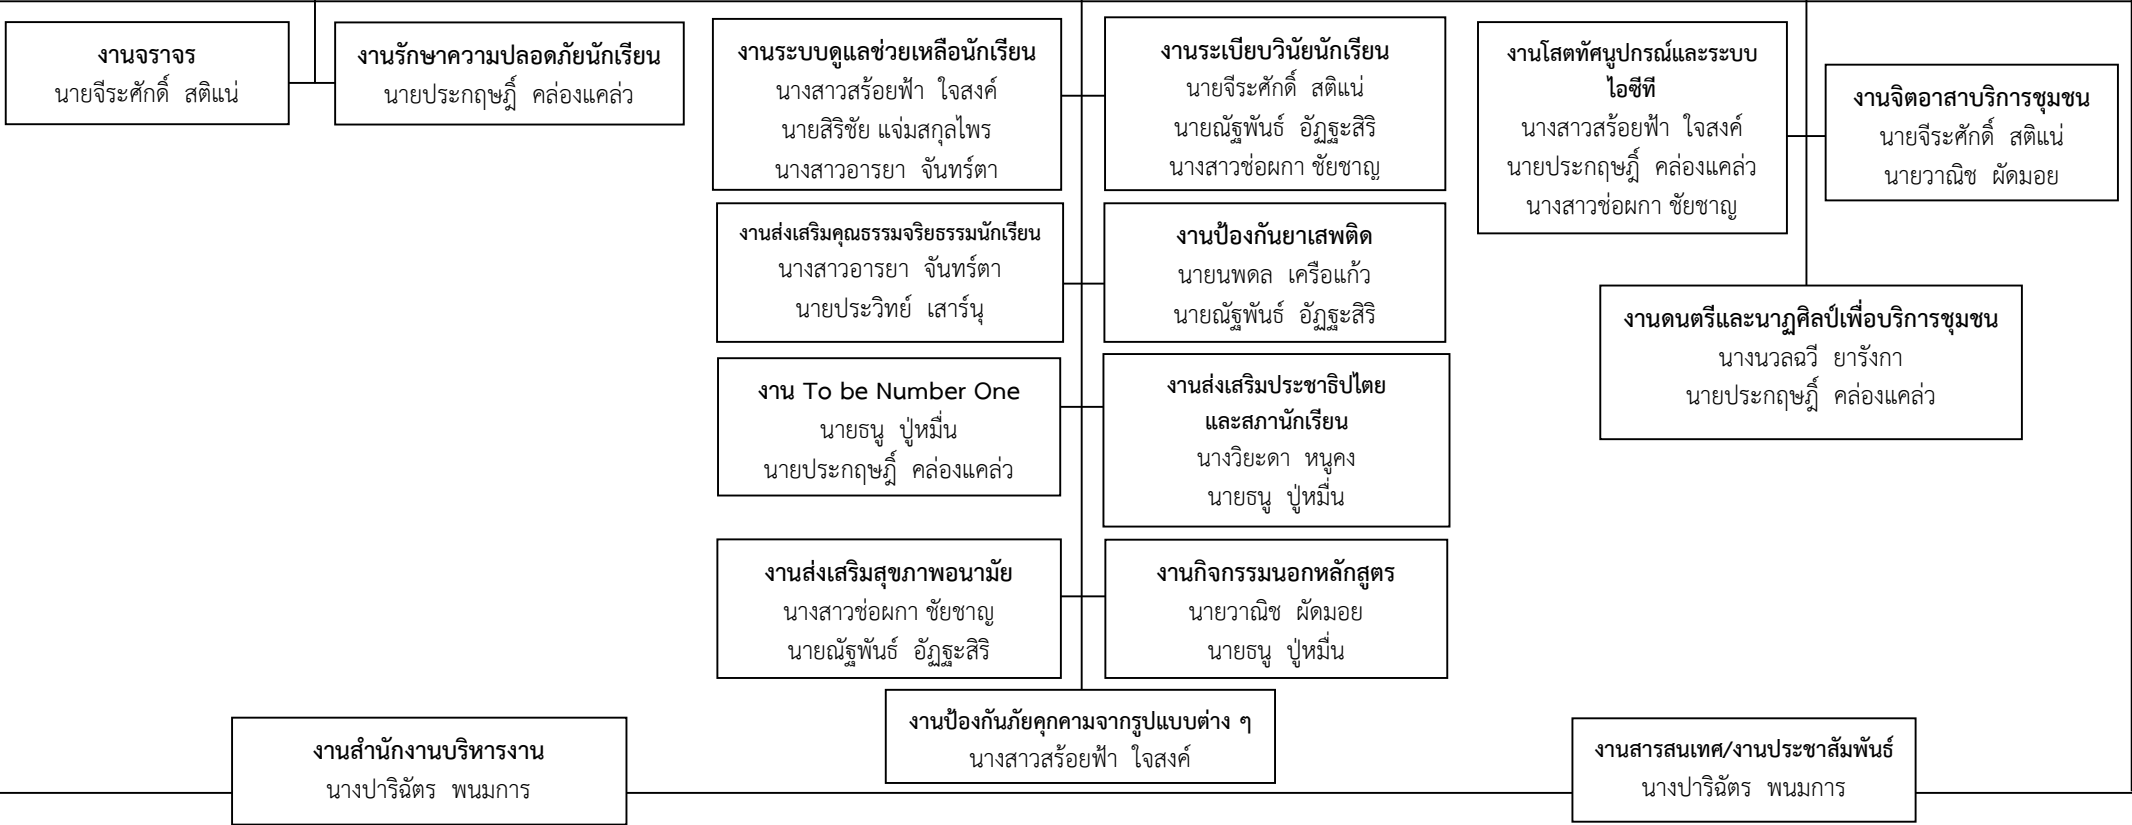 งานจราจร
นายจีระศักดิ์ สติแน่
งานรักษาความปลอดภัยนักเรียน
นายประกฤษฎิ์ คล่องแคล่ว
งานระบบดูแลช่วยเหลือนักเรียน
นางสาวสร้อยฟ้า ใจสงค์
นายสิริชัย แจ่มสกุลไพร
นางสาวอารยา จันทร์ตา
งานระเบียบวินัยนักเรียน
นายจีระศักดิ์ สติแน่
นายณัฐพันธ์ อัฏฐะสิริ
นางสาวช่อผกา ชัยชาญ
งานโสตทัศนูปกรณ์และระบบ
ไอซีที
นางสาวสร้อยฟ้า ใจสงค์
นายประกฤษฎิ์ คล่องแคล่ว
นางสาวช่อผกา ชัยชาญ
งานจิตอาสาบริการชุมชน
นายจีระศักดิ์ สติแน่
นายวาณิช ผัดมอย
งานส่งเสริมคุณธรรมจริยธรรมนักเรียน
นางสาวอารยา จันทร์ตา
นายประวิทย์ เสาร์นุ
งานป้องกันยาเสพติด
นายนพดล เครือแก้ว
นายณัฐพันธ์ อัฏฐะสิริ
งานดนตรีและนาฏศิลป์เพื่อบริการชุมชน
นางนวลฉวี ยารังกา
นายประกฤษฎิ์ คล่องแคล่ว
งาน To be Number One
นายธนู ปู่หมื่น
นายประกฤษฎิ์ คล่องแคล่ว
งานส่งเสริมประชาธิปไตย
และสภานักเรียน
นางวิยะดา หนูคง
นายธนู ปู่หมื่น
งานส่งเสริมสุขภาพอนามัย
นางสาวช่อผกา ชัยชาญ
นายณัฐพันธ์ อัฏฐะสิริ
งานกิจกรรมนอกหลักสูตร
นายวาณิช ผัดมอย
นายธนู ปู่หมื่น
งานป้องกันภัยคุกคามจากรูปแบบต่าง ๆ
นางสาวสร้อยฟ้า ใจสงค์
งานสำนักงานบริหารงาน
นางปาริฉัตร พนมการ
งานสารสนเทศ/งานประชาสัมพันธ์
นางปาริฉัตร พนมการ